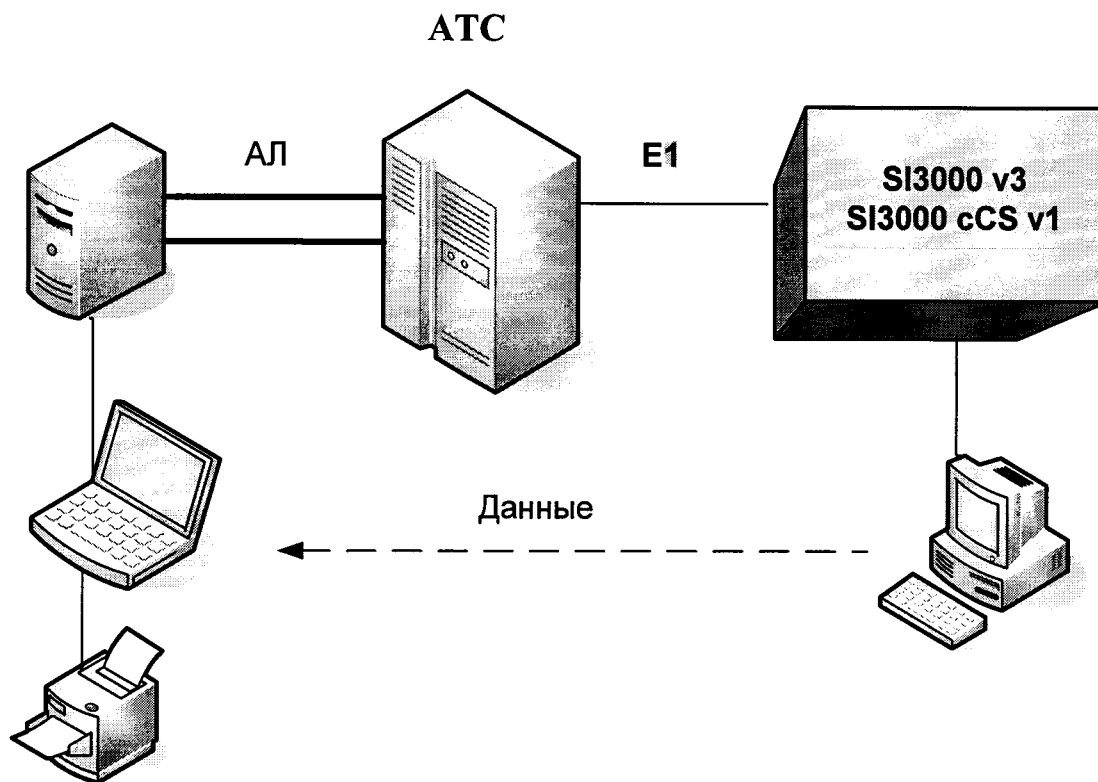 АТС
АЛ
E1
SI3000 v3
SI3000 cCS v1
Данные